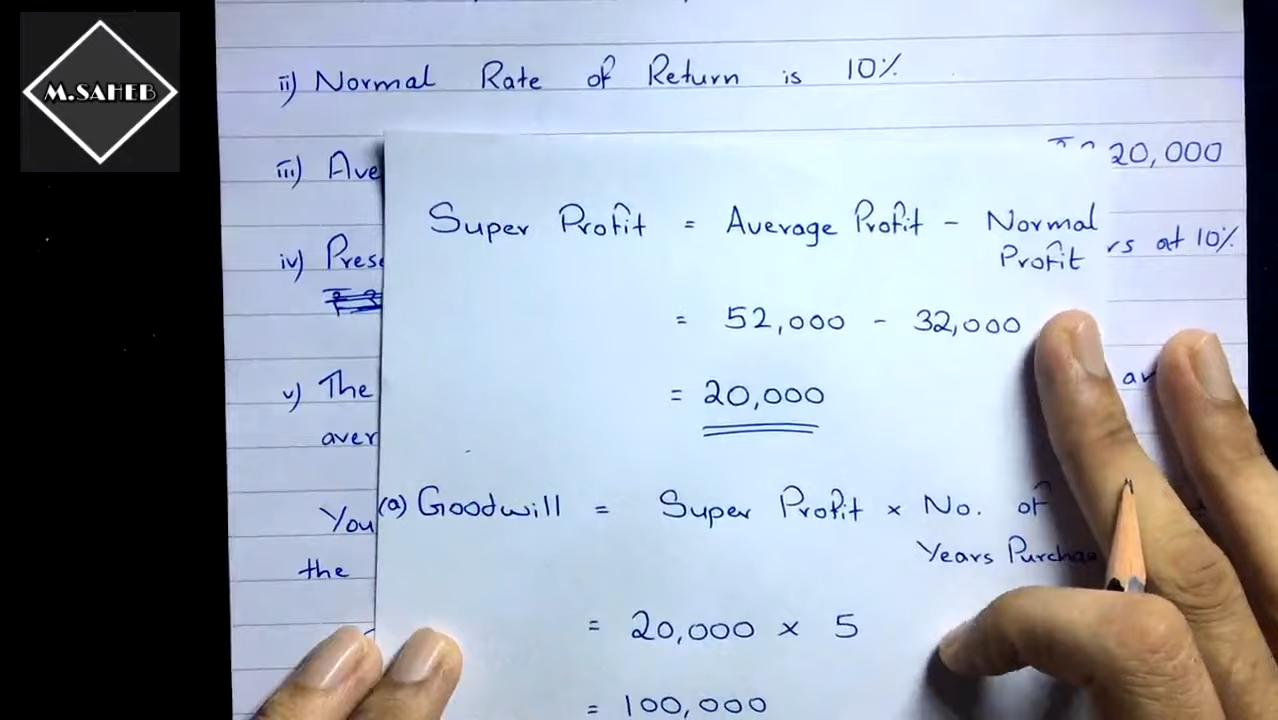 M.SAHEB
ii) Normal Rate of Return is 10%
iii) Ave
20,000
Super Profit = Average Profit - Normal
Profit
iv) Prese
rs at 10%
= 52,000 - 32,000
= 20,000
v) The
aver
(a) Goodwill = Super Profit × No. of
Years Purcha
You
the
= 20,000 × 5
= 100,000